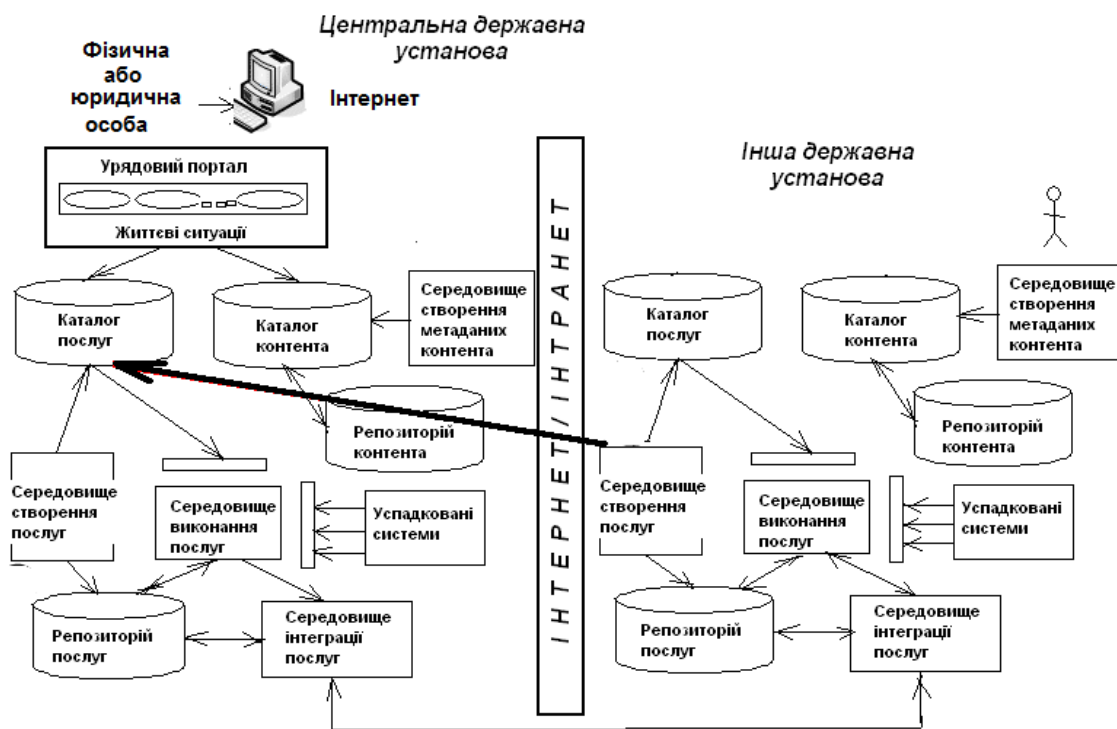 Центральна державна
установа
Фізична
або
юридична
особа
Інтернет
Урядовий портал
Життєві ситуації
Каталог
послуг
Каталог
контента
Середовище
створення
метаданих
контента
Репозиторій
контента
Середовище
створення
послуг
Середовище
виконання
послуг
Успадковані
системи
Репозиторій
послуг
Середовище
інтеграції
послуг
ІНТЕРНЕТ/ІНТРАНЕТ
Інша державна
установа
Каталог
послуг
Каталог
контента
Середовище
створення
метаданих
контента
Репозиторій
контента
Середовище
створення
послуг
Середовище
виконання
послуг
Успадковані
системи
Репозиторій
послуг
Середовище
інтеграції
послуг